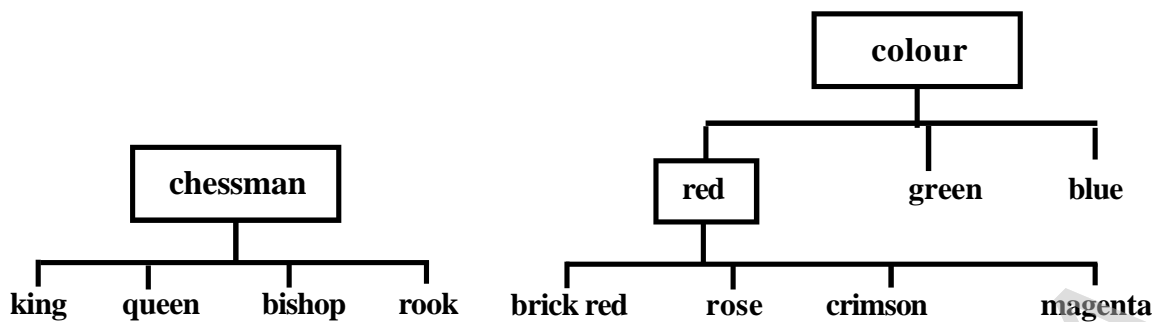 colour
chessman
red green blue
king queen bishop rook brick red rose crimson magenta